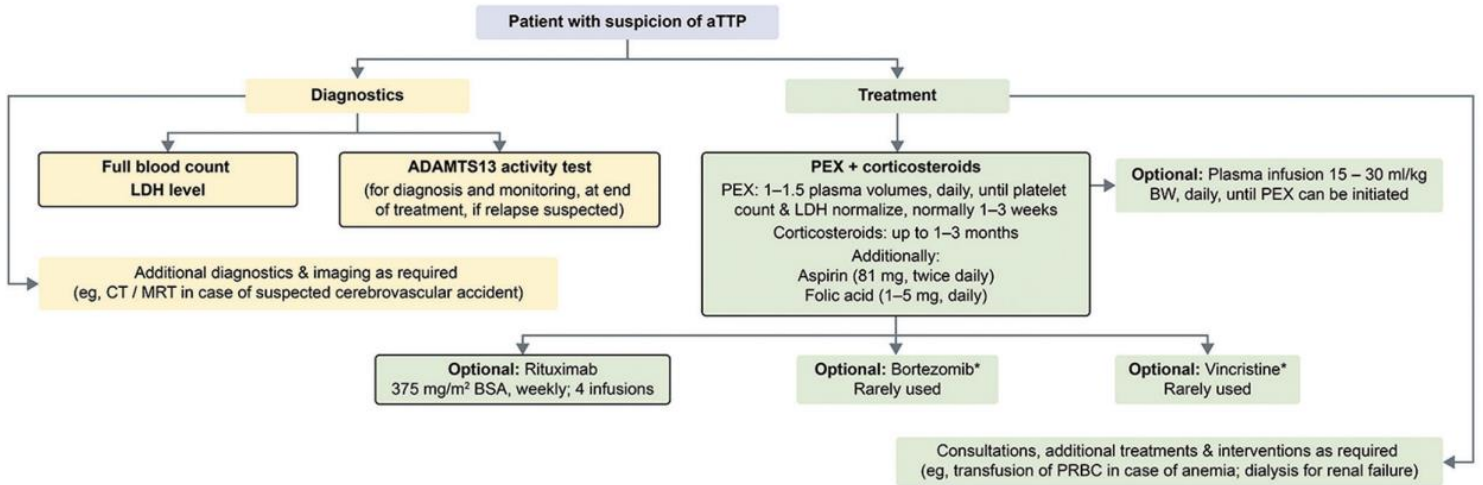 Patient with suspicion of aTTP
Diagnostics
Treatment
Full blood count
LDH level
ADAMTS13 activity test
(for diagnosis and monitoring, at end
of treatment, if relapse suspected)
PEX + corticosteroids
PEX: 1–1.5 plasma volumes, daily, until platelet
count & LDH normalize, normally 1–3 weeks
Corticosteroids: up to 1–3 months
Additionally:
Aspirin (81 mg, twice daily)
Folic acid (1–5 mg, daily)
Optional: Plasma infusion 15 – 30 ml/kg
BW, daily, until PEX can be initiated
Additional diagnostics & imaging as required
(eg, CT / MRT in case of suspected cerebrovascular accident)
Optional: Rituximab
375 mg/m² BSA, weekly; 4 infusions
Optional: Bortezomib*
Rarely used
Optional: Vincristine*
Rarely used
Consultations, additional treatments & interventions as required
(eg, transfusion of PRBC in case of anemia; dialysis for renal failure)